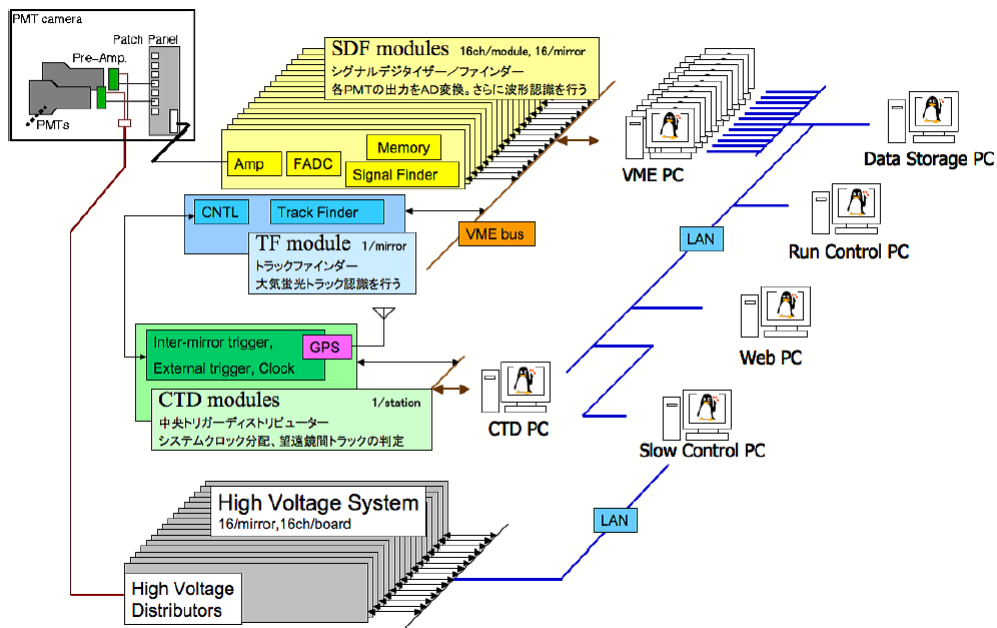 PMT camera
Patch Panel
Pre-Amp.
PMTs
SDF modules 16ch/module, 16/mirror
シグナルデジタイザー／ファインダー
各PMTの出力をAD変換。さらに波形認識を行う
Amp
FADC
Memory
Signal Finder
CNTL
Track Finder
TF module 1/mirror
トラックファインダー
大気蛍光トラック認識を行う
VME bus
VME PC
Data Storage PC
LAN
Run Control PC
Web PC
Inter-mirror trigger,
External trigger, Clock
GPS
CTD modules 1/station
中央トリガーディストリビューター
システムクロック分配、望遠鏡間トラックの判定
CTD PC
Slow Control PC
High Voltage System
16/mirror,16ch/board
LAN
High Voltage
Distributors